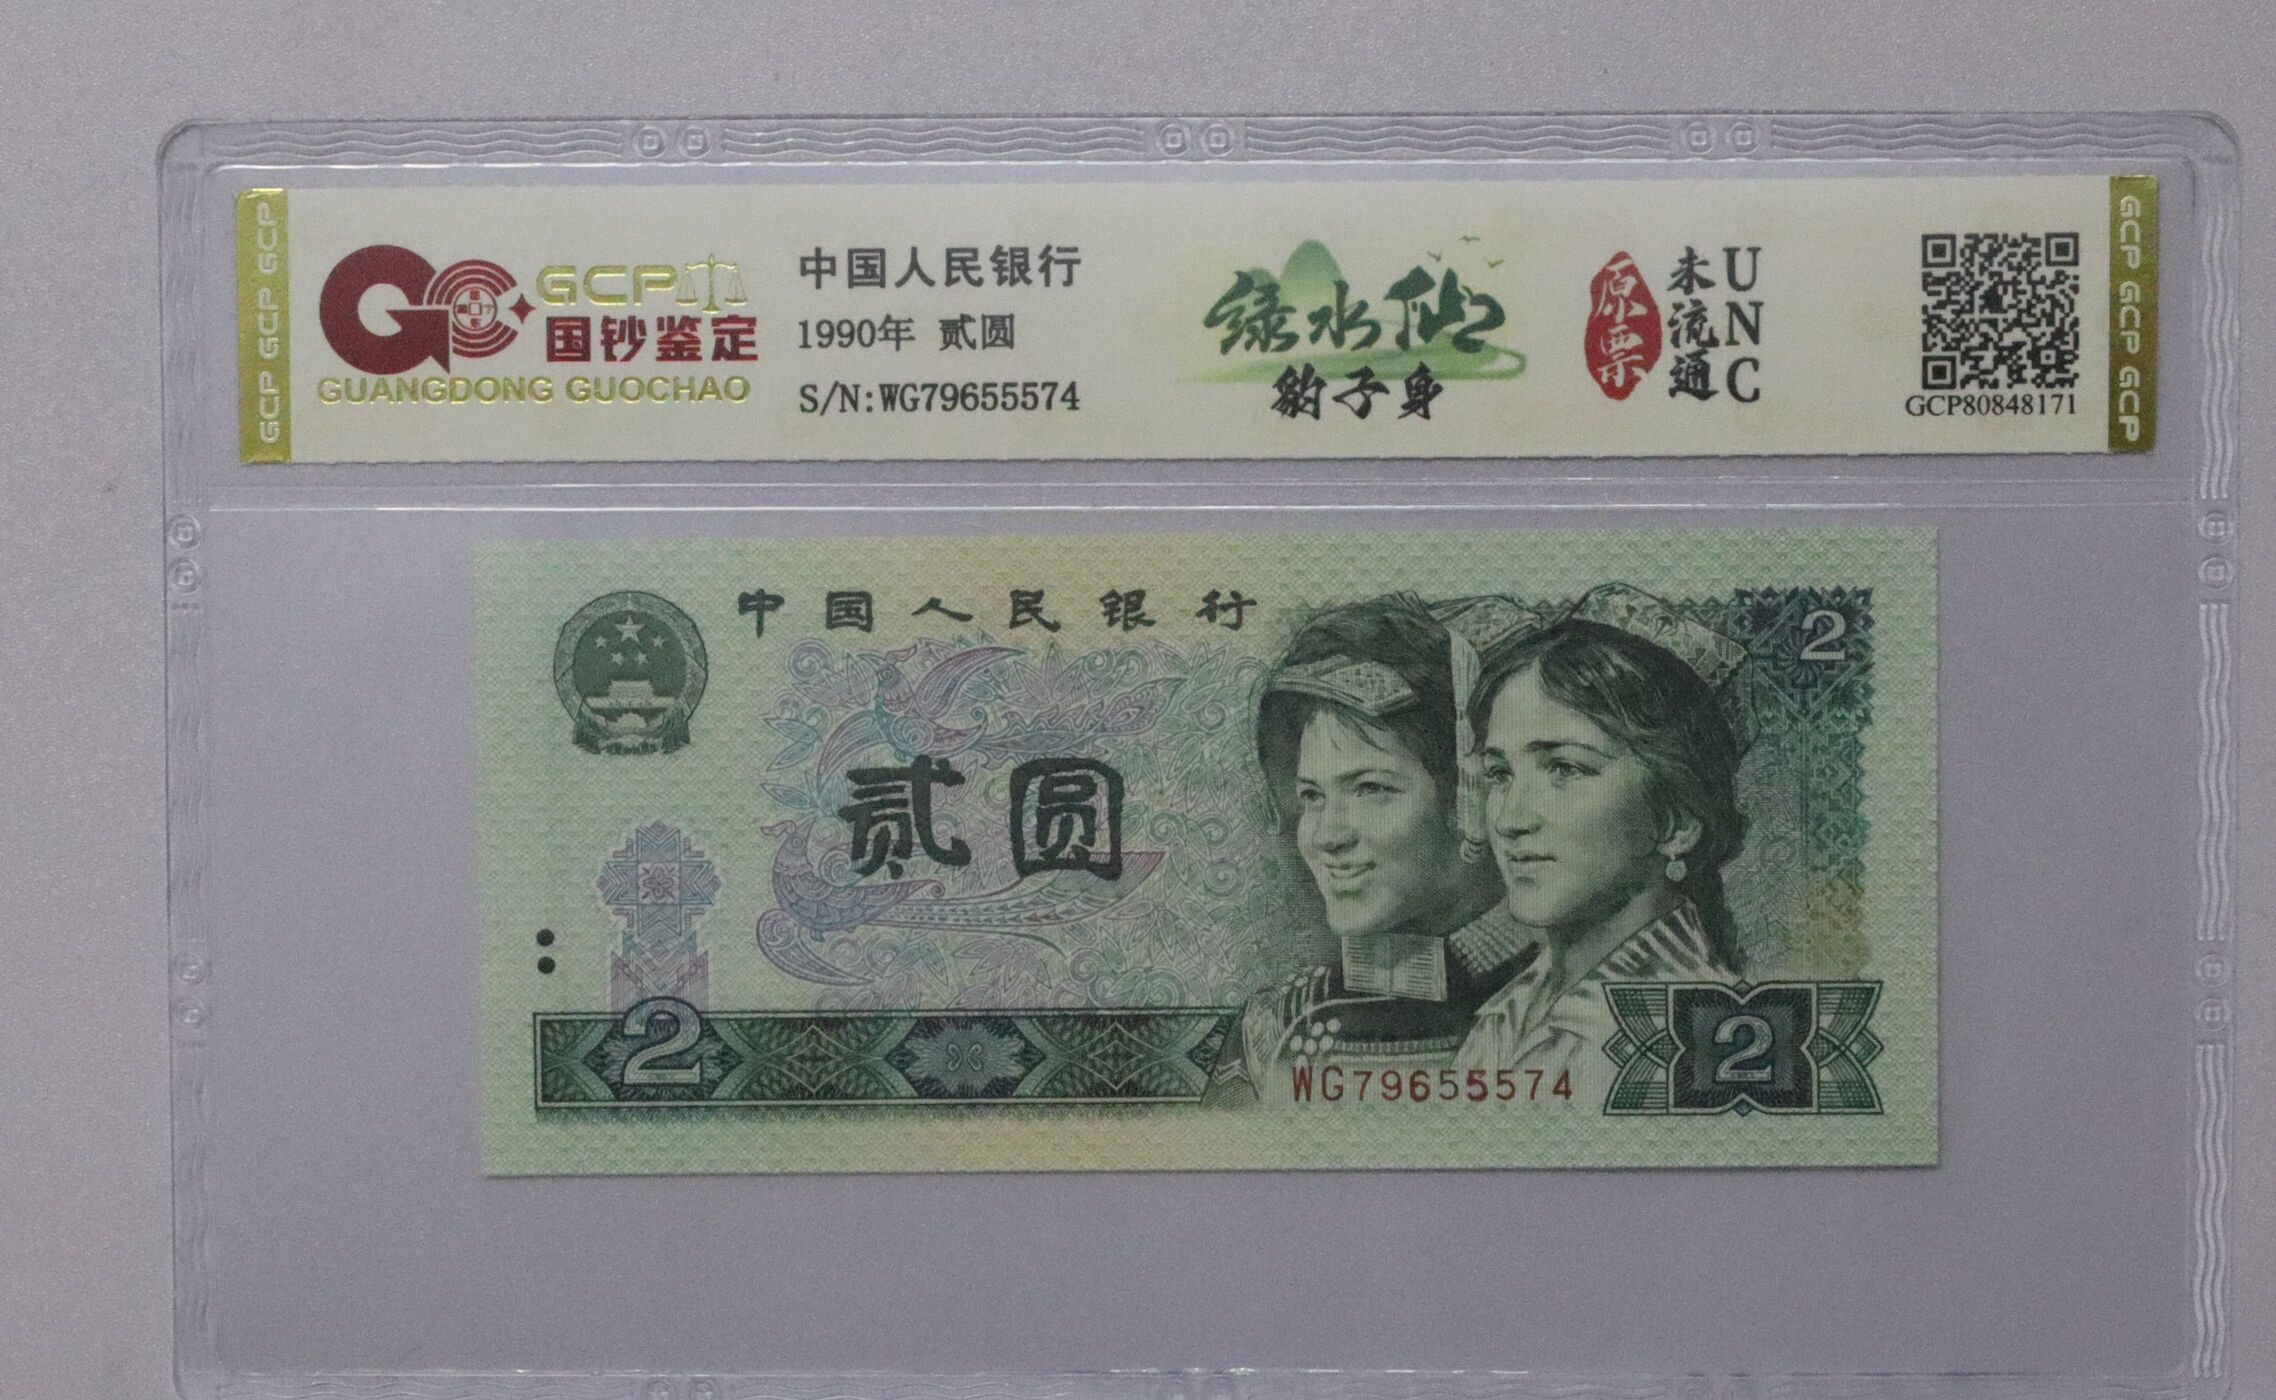 GCP GCP GCP
GCP
国钞鉴定
GUANGDONG GUOCHAO
中国人民银行
1990年 贰圆
S/N:WG79655574
绿水仙
豹子身
原票
未流通
UNC
GCP80848171
GCP GCP GCP
中国人民银行
2
贰圆
2
WG79655574
2